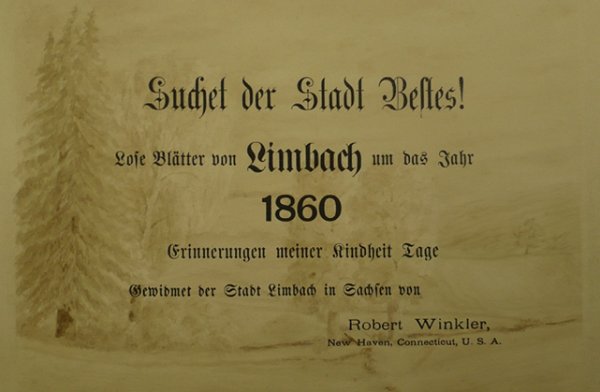 Suchet der Stadt Bestes!
Lose Blätter von Limbach um das Jahr
1860
Erinnerungen meiner Kindheit Tage
Gewidmet der Stadt Limbach in Sachsen von
Robert Winkler,
New Haven, Connecticut, U. S. A.